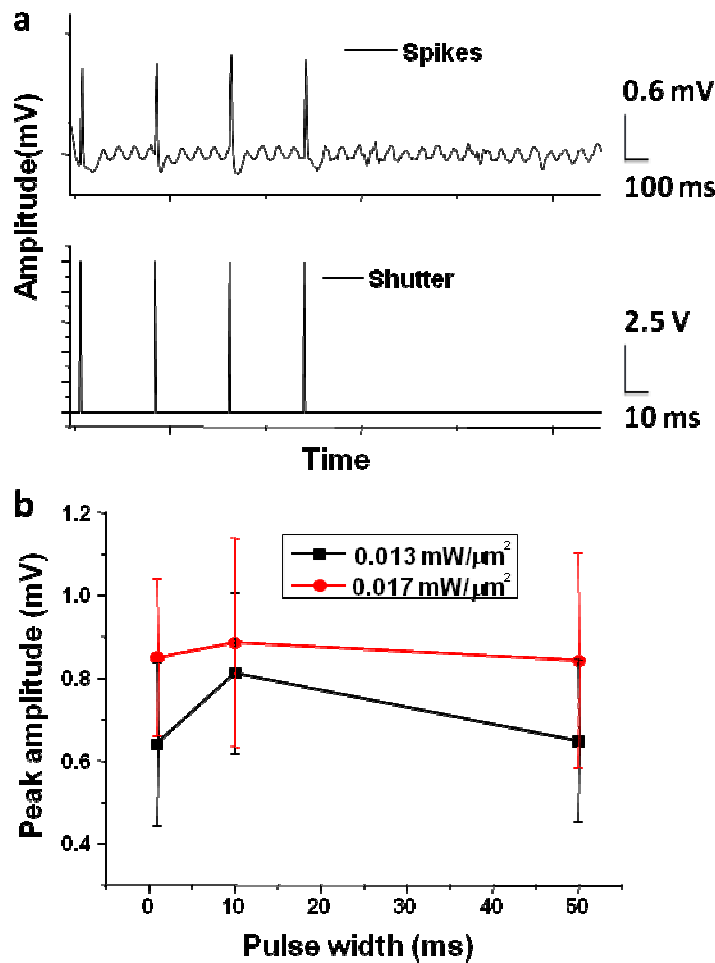 a
Spikes
0.6 mV
100 ms
Amplitude(mV)
Shutter
2.5 V
10 ms
Time
b
1.2
1.0
0.8
0.6
0.4
0.013 mW/μm²
0.017 mW/μm²
Peak amplitude (mV)
0 10 20 30 40 50
Pulse width (ms)